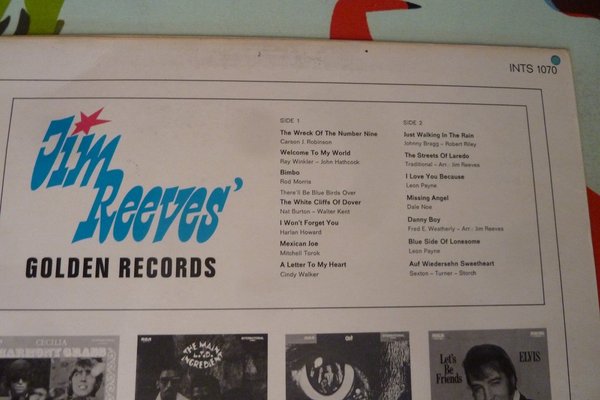 INTS 1070
Jim
Reeves'
GOLDEN RECORDS
SIDE 1
The Wreck Of The Number Nine
Carson J. Robinson
Welcome To My World
Ray Winkler – John Hathcock
Bimbo
Rod Morris
There'll Be Blue Birds Over
The White Cliffs Of Dover
Nat Burton – Walter Kent
I Won't Forget You
Harlan Howard
Mexican Joe
Mitchell Torok
A Letter To My Heart
Cindy Walker
SIDE 2
Just Walking In The Rain
Johnny Bragg – Robert Riley
The Streets Of Laredo
Traditional – Arr : Jim Reeves
I Love You Because
Leon Payne
Missing Angel
Dale Noe
Danny Boy
Fred E. Weatherly – Arr : Jim Reeves
Blue Side Of Lonesome
Leon Payne
Auf Wiedersehn Sweetheart
Sexton – Turner – Storch
CECILIA
HARMONY GRASS
THE MAIN
INGREDIENT
Let's
Be
Friends
ELVIS